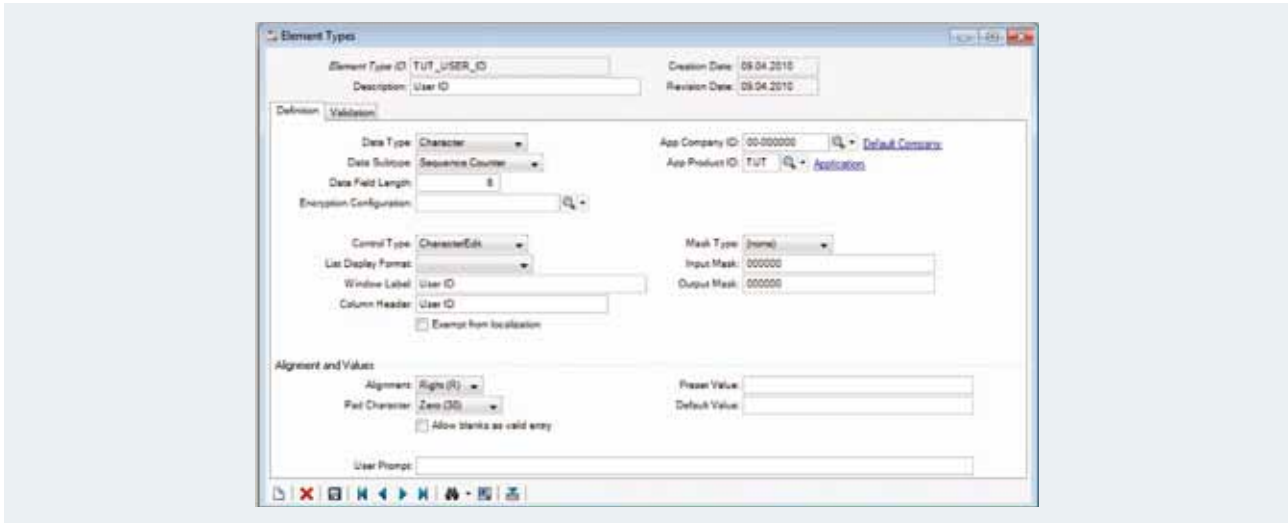 Element Types
Element Type ID: TUT_USER_ID Creation Date: 09.04.2010
Description: User ID Revision Date: 09.04.2010
Definition Validation
Data Type: Character App Company ID: 00-000000 Default Company
Data Subtype: Sequence Counter App Product ID: TUT Application
Data Field Length: 6
Encryption Configuration:
Control Type: CharacterEdit Mask Type: (none)
List Display Format: Input Mask: 000000
Window Label: User ID Output Mask: 000000
Column Header: User ID
Exempt from localization
Alignment and Values
Alignment: Right (R) Preset Value:
Pad Character: Zero (30) Default Value:
Allow blanks as valid entry
User Prompt: